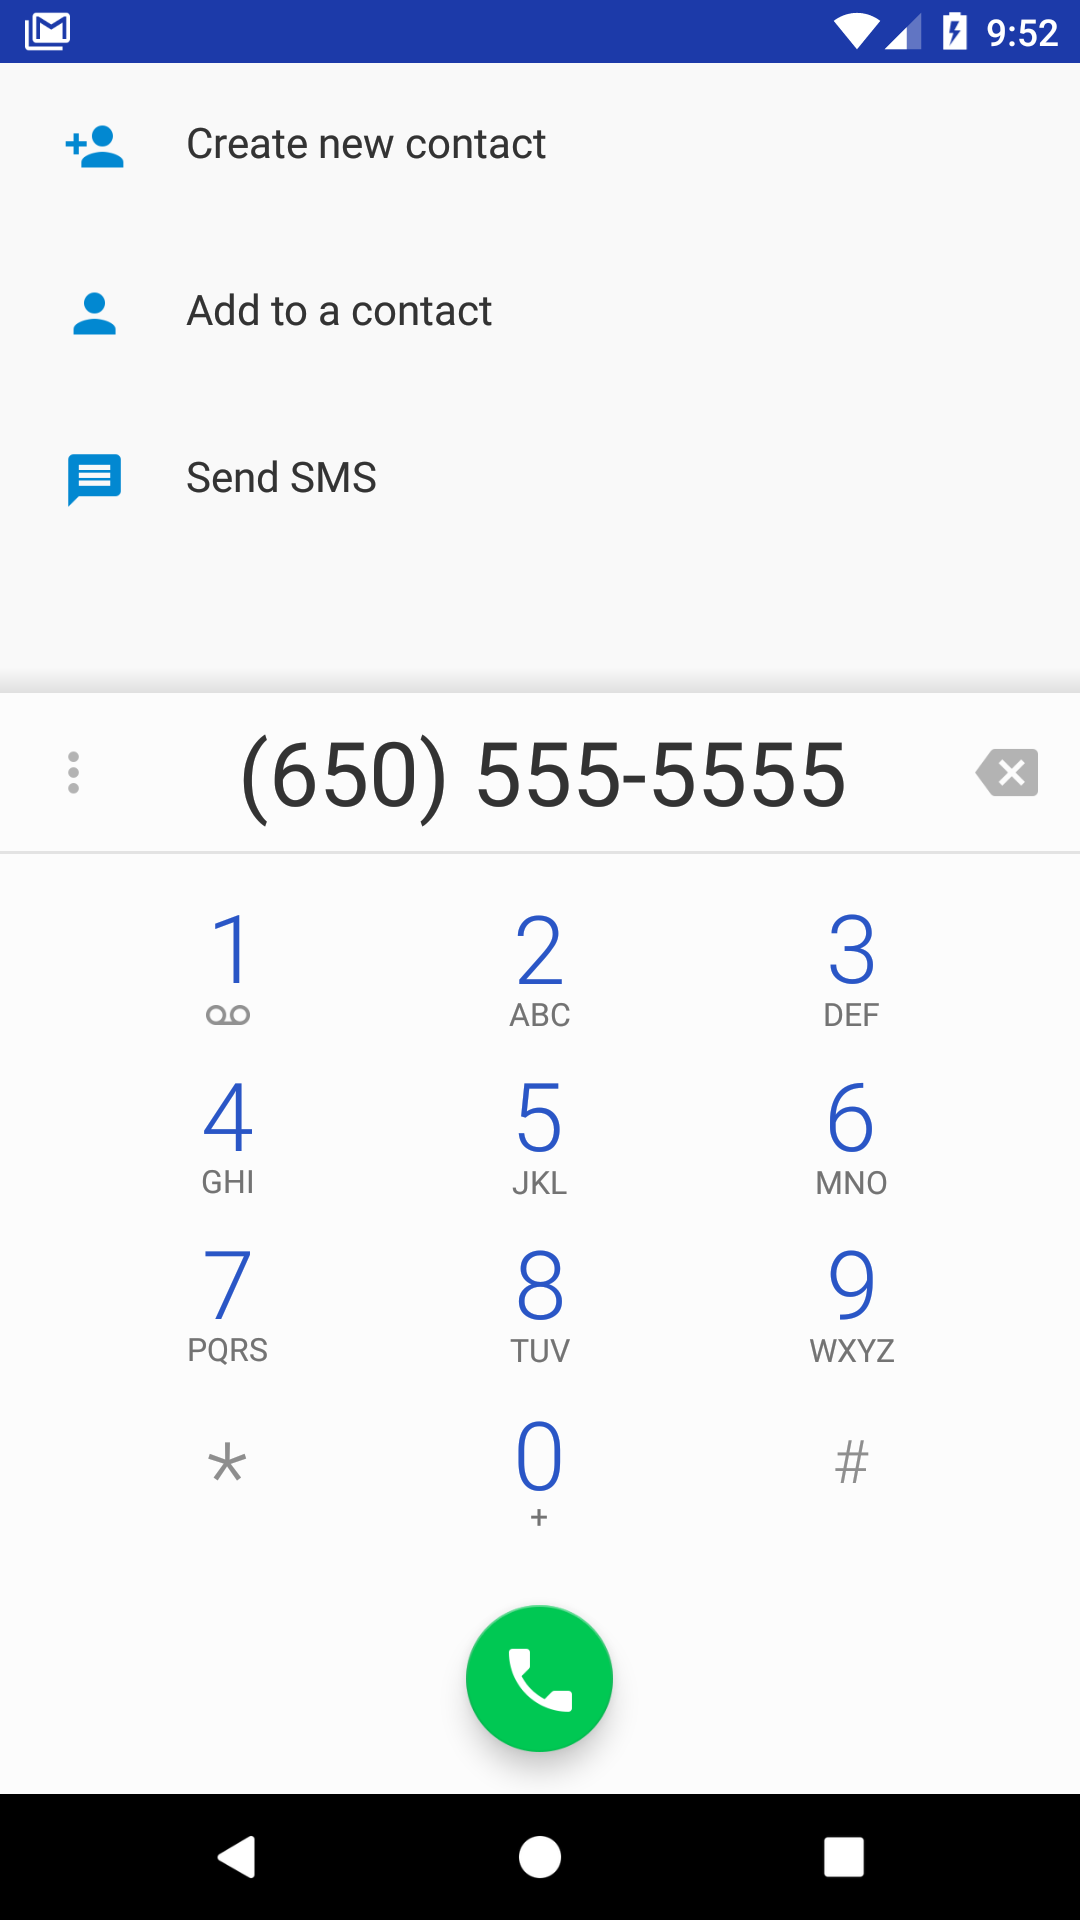 9:52
Create new contact
Add to a contact
Send SMS
(650) 555-5555
1 2 3
ABC DEF
4 5 6
GHI JKL MNO
7 8 9
PQRS TUV WXYZ
* 0 #
+